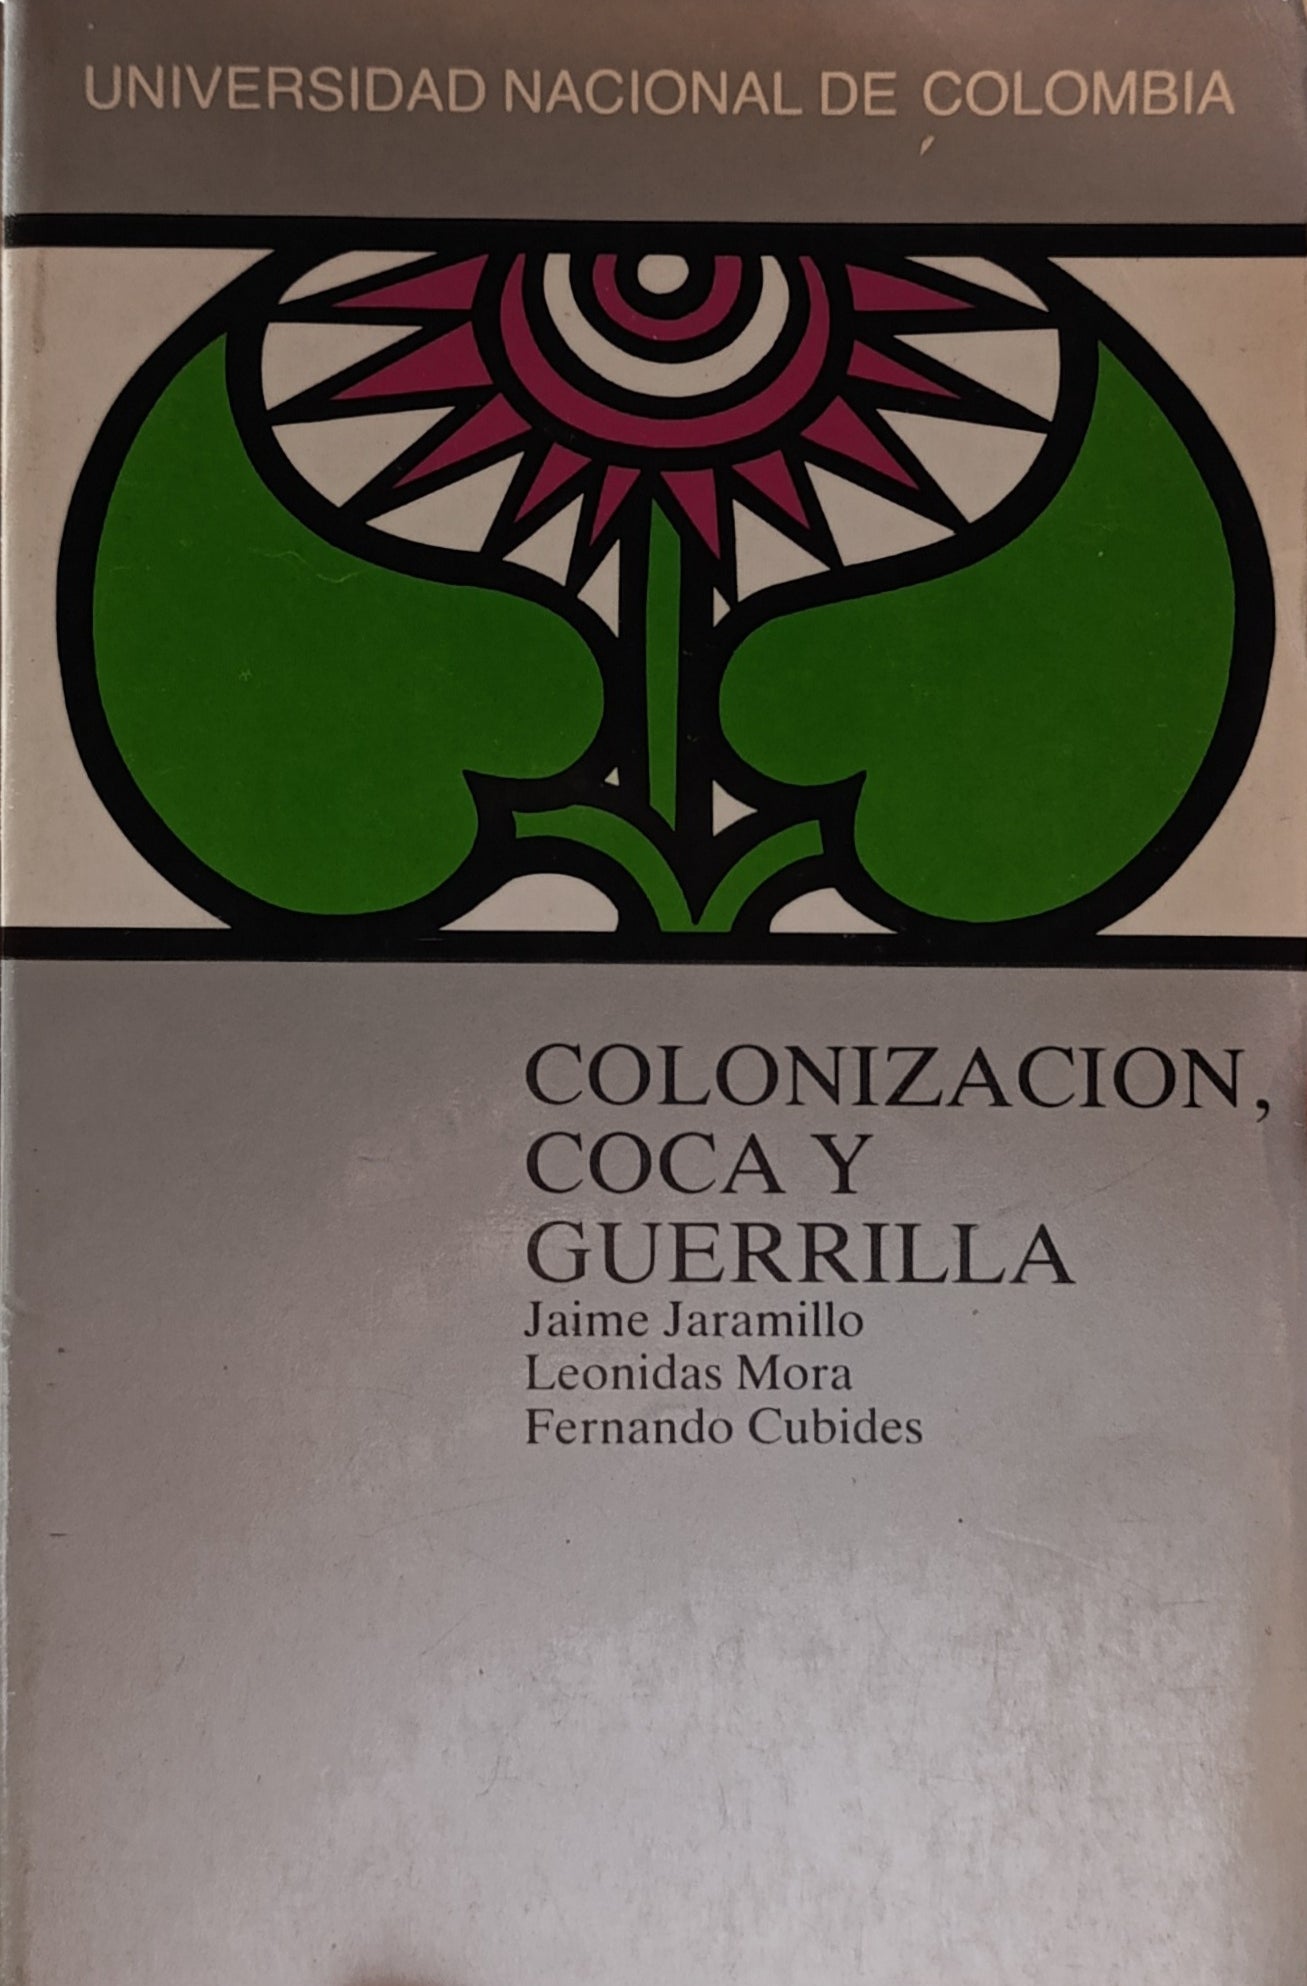 UNIVERSIDAD NACIONAL DE COLOMBIA
COLONIZACION,
COCA Y
GUERRILLA
Jaime Jaramillo
Leonidas Mora
Fernando Cubides